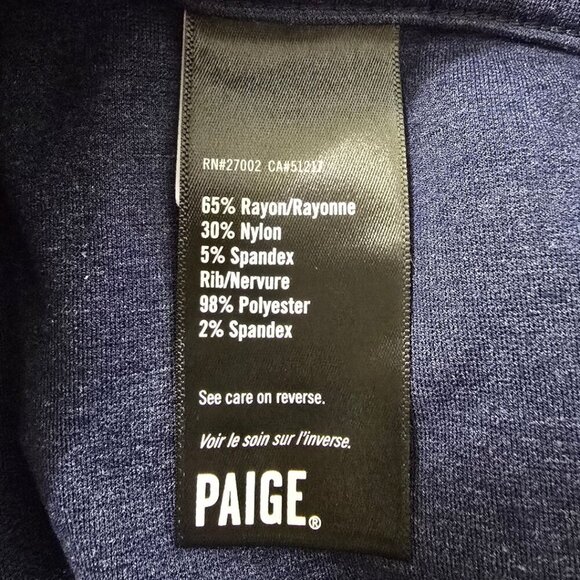 RN#27002 CA#51217
65% Rayon/Rayonne
30% Nylon
5% Spandex
Rib/Nervure
98% Polyester
2% Spandex
See care on reverse.
Voir le soin sur l'inverse.
PAIGE®